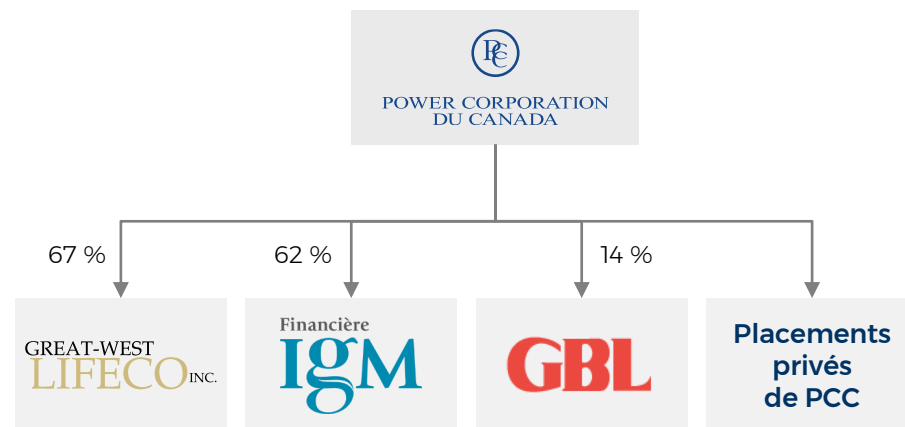 PCC
POWER CORPORATION
DU CANADA
67 %
62 %
14 %
GREAT-WEST
LIFECO INC.
Financière
IGM
GBL
Placements
privés
de PCC